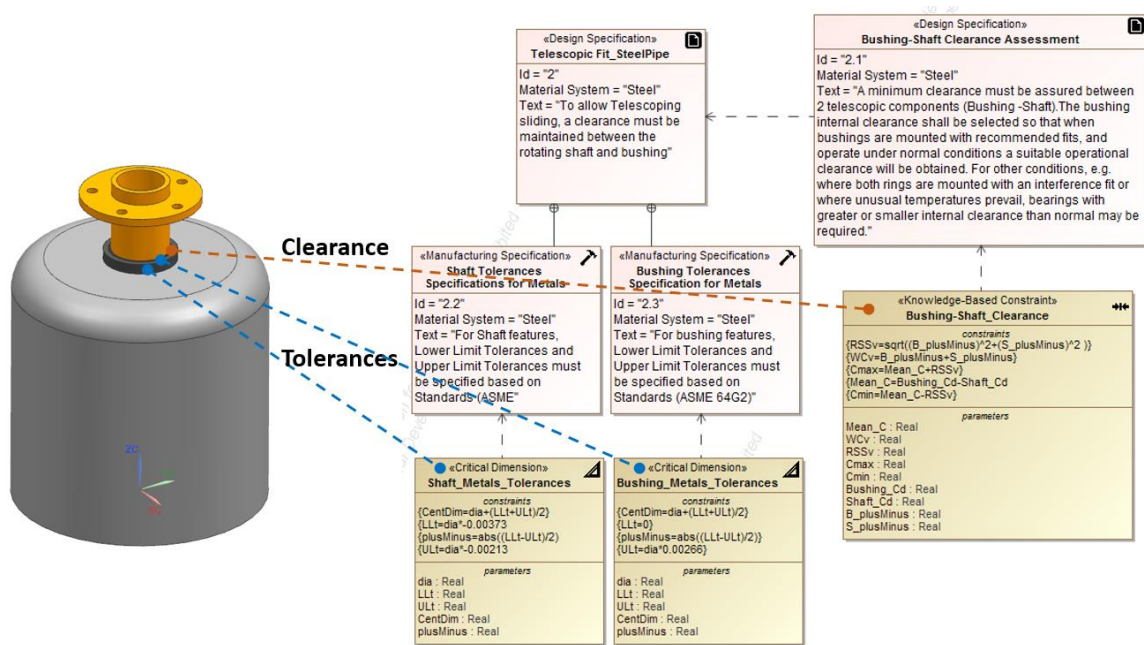 «Design Specification»
Telescopic Fit_SteelPipe
Id = "2"
Material System = "Steel"
Text = "To allow Telescoping
sliding, a clearance must be
maintained between the
rotating shaft and bushing"
«Design Specification»
Bushing-Shaft Clearance Assessment
Id = "2.1"
Material System = "Steel"
Text = "A minimum clearance must be assured between
2 telescopic components (Bushing -Shaft).The bushing
internal clearance shall be selected so that when
bushings are mounted with recommended fits, and
operate under normal conditions a suitable operational
clearance will be obtained. For other conditions, e.g.
where both rings are mounted with an interference fit or
where unusual temperatures prevail, bearings with
greater or smaller internal clearance than normal may be
required."
Clearance
Tolerances
«Manufacturing Specification»
Shaft Tolerances
Specifications for Metals
Id = "2.2"
Material System = "Steel"
Text = "For Shaft features,
Lower Limit Tolerances and
Upper Limit Tolerances must
be specified based on
Standards (ASME"
«Manufacturing Specification»
Bushing Tolerances
Specification for Metals
Id = "2.3"
Material System = "Steel"
Text = "For bushing features,
Lower Limit Tolerances and
Upper Limit Tolerances must
be specified based on
Standards (ASME 64G2)"
«Knowledge-Based Constraint»
Bushing-Shaft_Clearance
constraints
{RSSv=sqrt((B_plusMinus)^2+(S_plusMinus)^2 )}
{WCv=B_plusMinus+S_plusMinus}
{Cmax=Mean_C+RSSv}
{Mean_C=Bushing_Cd-Shaft_Cd
{Cmin=Mean_C-RSSv}
parameters
Mean_C : Real
WCv : Real
RSSv : Real
Cmax : Real
Cmin : Real
Bushing_Cd : Real
Shaft_Cd : Real
B_plusMinus : Real
S_plusMinus : Real
«Critical Dimension»
Shaft_Metals_Tolerances
constraints
{CentDim=dia+(LLt+ULt)/2}
{LLt=dia*-0.00373}
{plusMinus=abs((LLt-ULt)/2)
{ULt=dia*-0.00213}
parameters
dia : Real
LLt : Real
ULt : Real
CentDim : Real
plusMinus : Real
«Critical Dimension»
Bushing_Metals_Tolerances
constraints
{CentDim=dia+(LLt+ULt)/2}
{LLt=0}
{plusMinus=abs((LLt-ULt)/2)}
{ULt=dia*0.00266}
parameters
dia : Real
LLt : Real
ULt : Real
CentDim : Real
plusMinus : Real